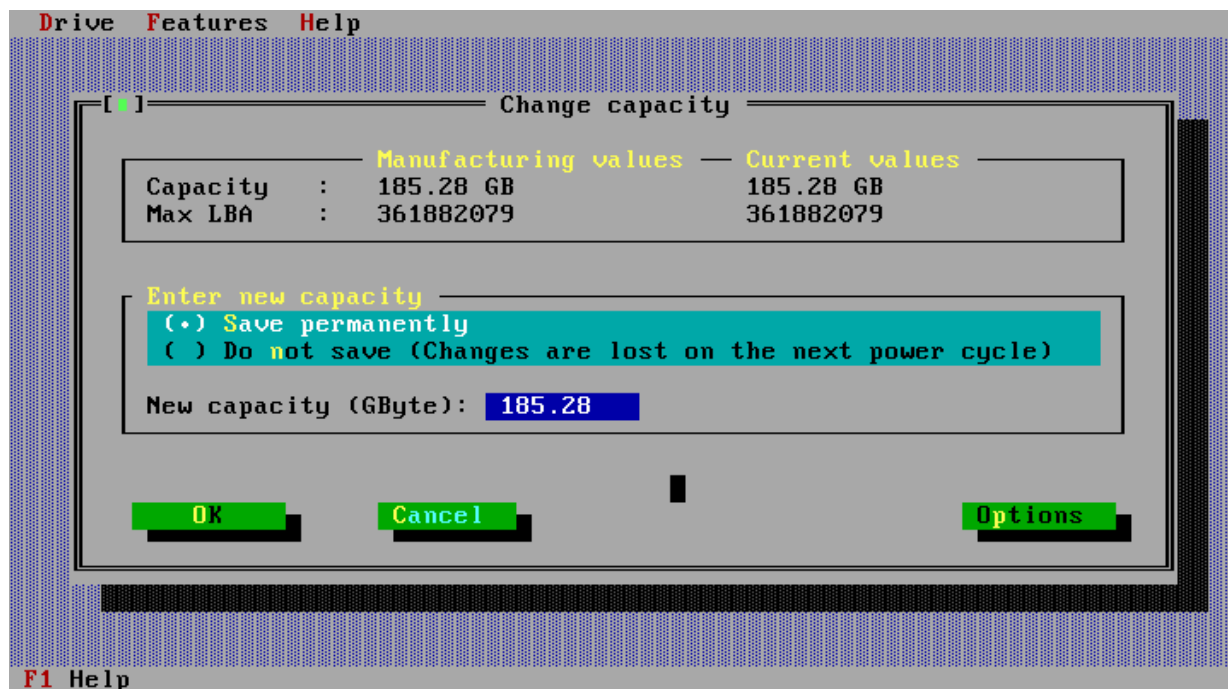 Drive Features Help
[■] Change capacity
Manufacturing values Current values
Capacity : 185.28 GB 185.28 GB
Max LBA : 361882079 361882079
Enter new capacity
(•) Save permanently
( ) Do not save (Changes are lost on the next power cycle)
New capacity (GByte): 185.28
OK Cancel Options
F1 Help